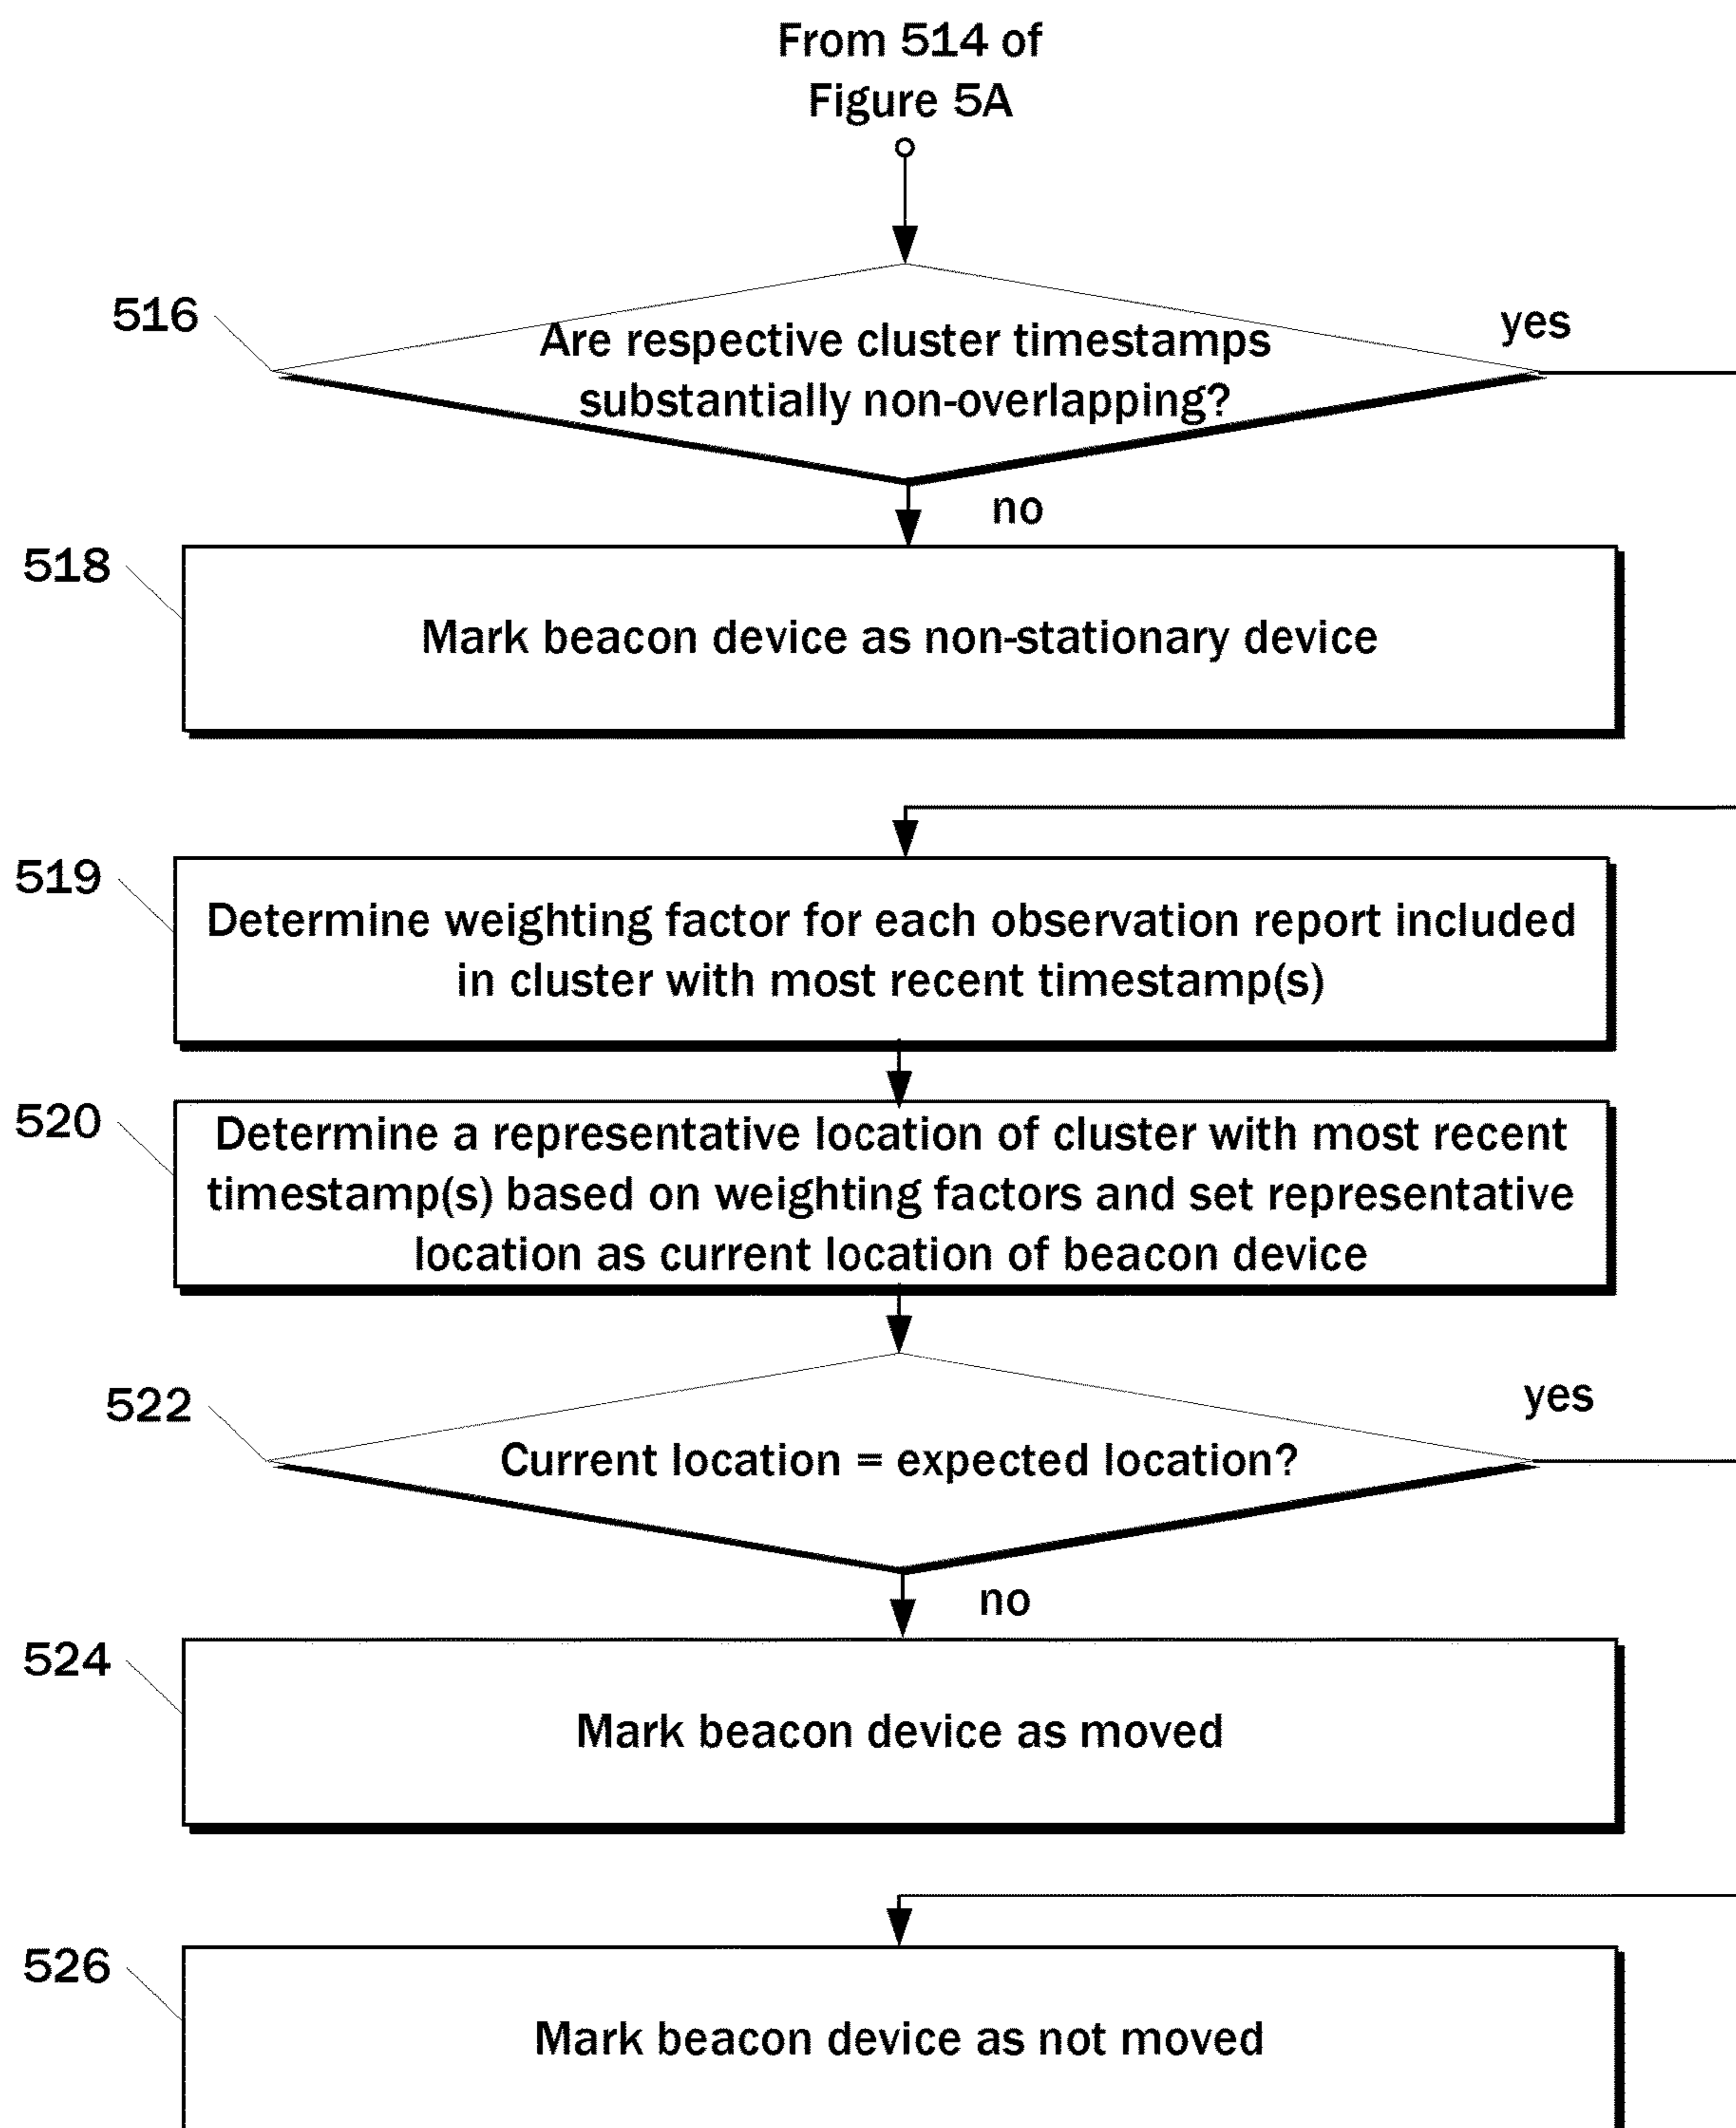 From 514 of
Figure 5A
516
Are respective cluster timestamps
substantially non-overlapping?
yes
no
518
Mark beacon device as non-stationary device
519
Determine weighting factor for each observation report included
in cluster with most recent timestamp(s)
520
Determine a representative location of cluster with most recent
timestamp(s) based on weighting factors and set representative
location as current location of beacon device
522
Current location = expected location?
yes
no
524
Mark beacon device as moved
526
Mark beacon device as not moved